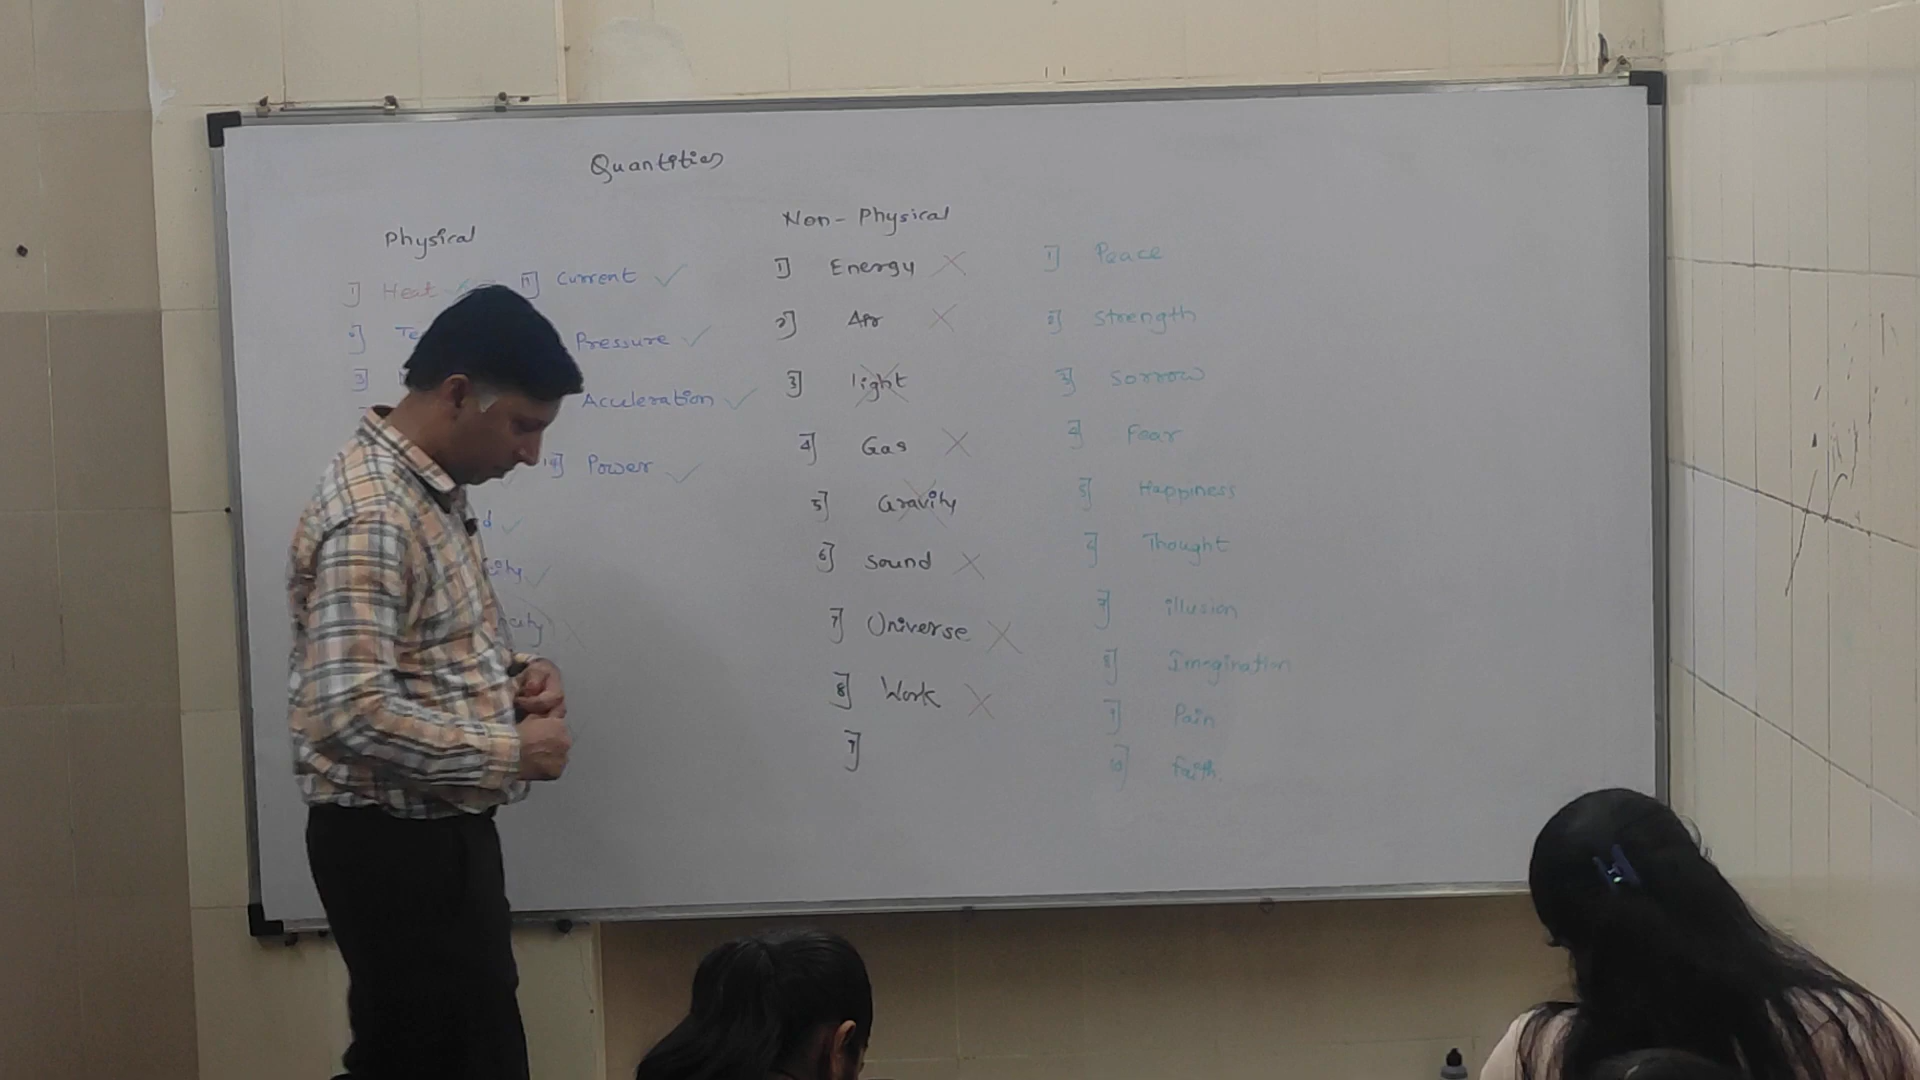 Quantities
Physical
1] Heat
11] Current
2] Te
Pressure
3]
Acculeration
14] Power
d
city
Non - Physical
1] Energy
2] Air
3] light
4] Gas
5] Gravity
6] Sound
7] Universe
8] Work
9]
1] Peace
2] Strength
3] Sorrow
4] Fear
5] Happiness
Thought
7] illusion
8] Imagination
9] Pain
10] Faith.